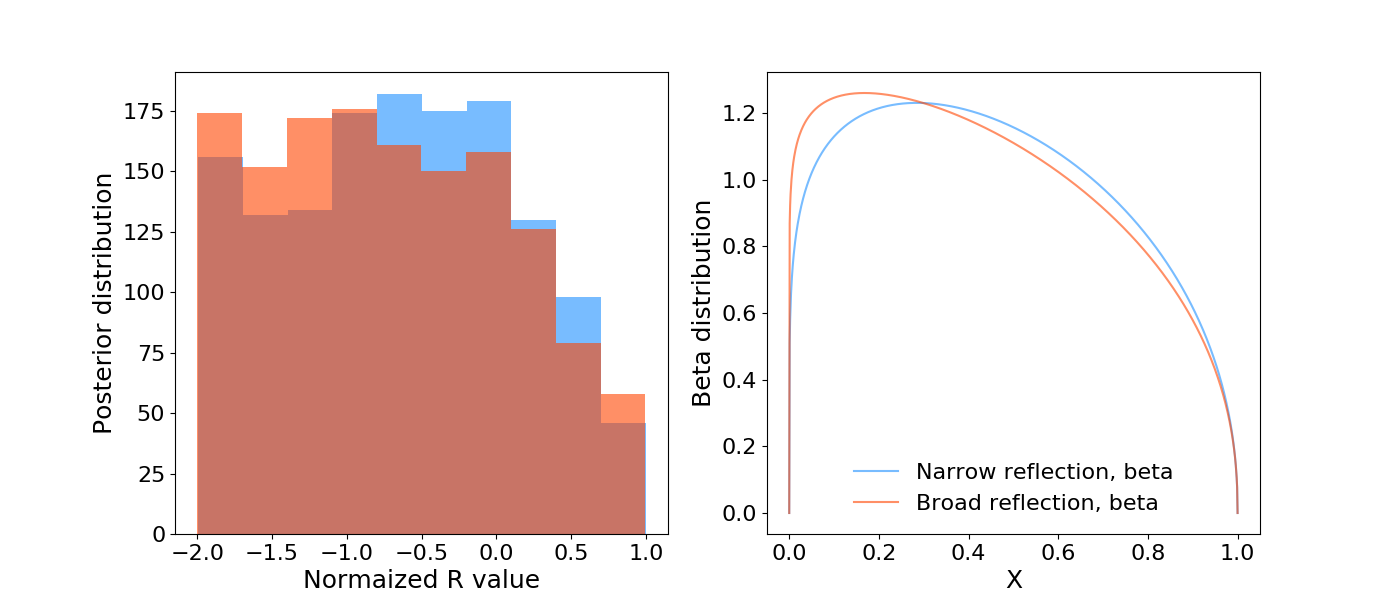 Posterior distribution
175
150
125
100
75
50
25
0
−2.0 −1.5 −1.0 −0.5 0.0 0.5 1.0
Normaized R value
Beta distribution
1.2
1.0
0.8
0.6
0.4
0.2
0.0
Narrow reflection, beta
Broad reflection, beta
0.0 0.2 0.4 0.6 0.8 1.0
X